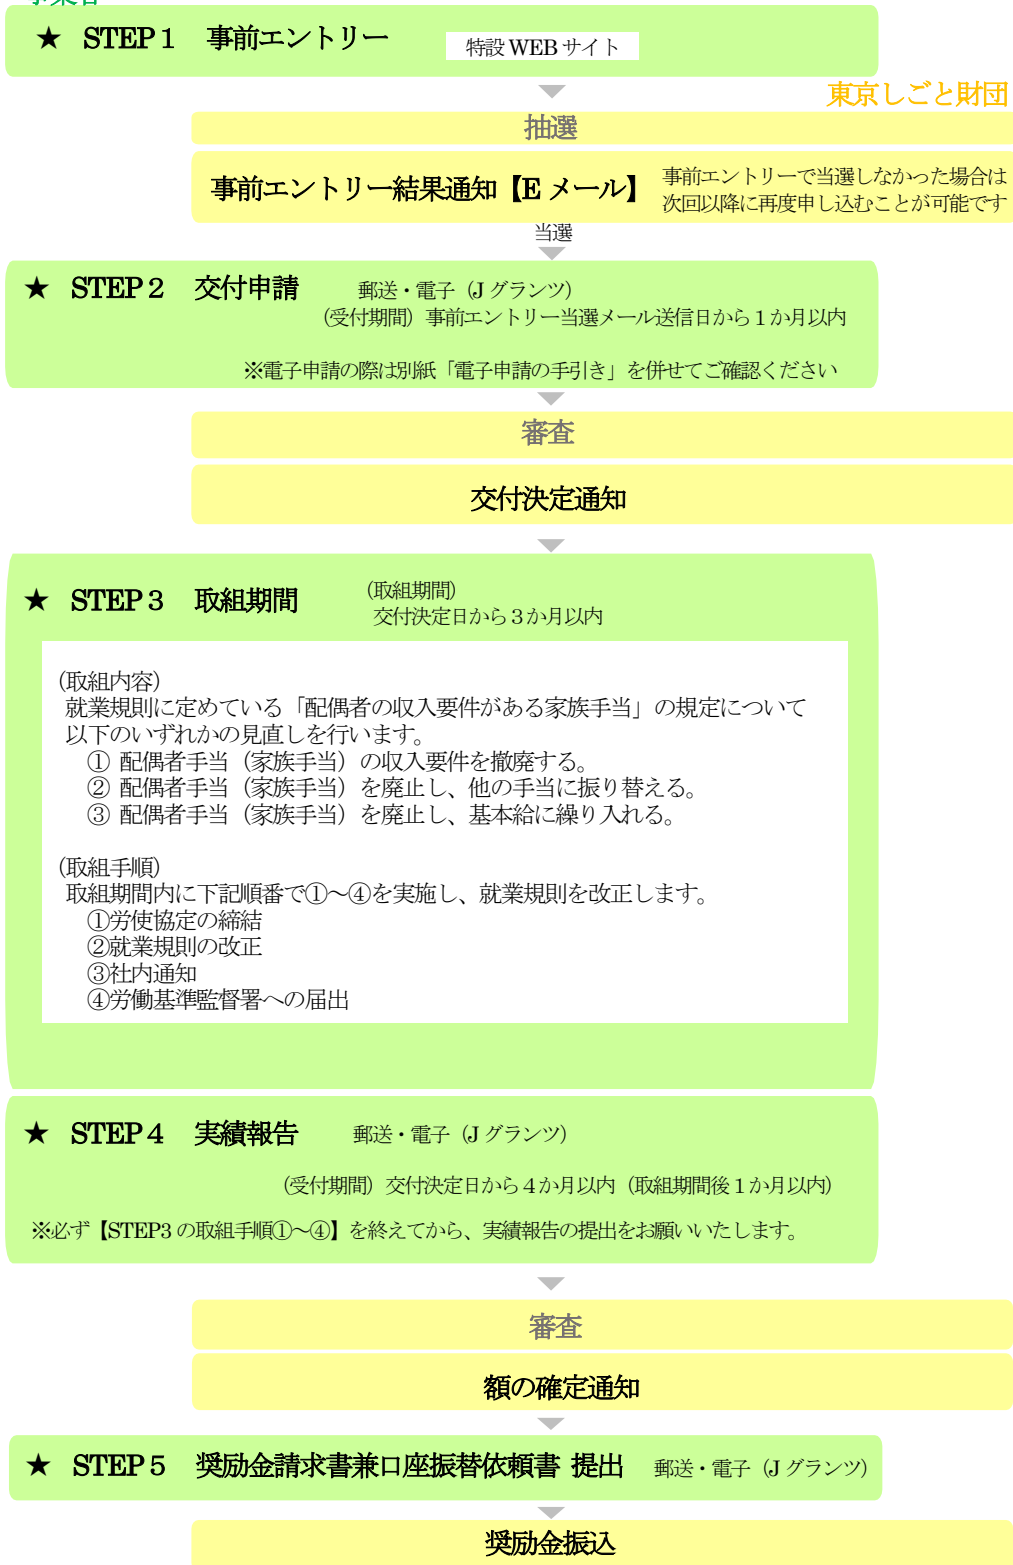 ★ STEP１ 事前エントリー
特設 WEB サイト
東京しごと財団
抽選
事前エントリー結果通知【E メール】
事前エントリーで当選しなかった場合は
次回以降に再度申し込むことが可能です
当選
★ STEP２ 交付申請 郵送・電子（J グランツ）
（受付期間）事前エントリー当選メール送信日から１か月以内
※電子申請の際は別紙「電子申請の手引き」を併せてご確認ください
審査
交付決定通知
★ STEP３ 取組期間
（取組期間）
交付決定日から３か月以内
（取組内容）
就業規則に定めている「配偶者の収入要件がある家族手当」の規定について
以下のいずれかの見直しを行います。
① 配偶者手当（家族手当）の収入要件を撤廃する。
② 配偶者手当（家族手当）を廃止し、他の手当に振り替える。
③ 配偶者手当（家族手当）を廃止し、基本給に繰り入れる。
（取組手順）
取組期間内に下記順番で①～④を実施し、就業規則を改正します。
①労使協定の締結
②就業規則の改正
③社内通知
④労働基準監督署への届出
★ STEP４ 実績報告 郵送・電子（J グランツ）
（受付期間）交付決定日から４か月以内（取組期間後１か月以内）
※必ず【STEP3 の取組手順①～④】を終えてから、実績報告の提出をお願いいたします。
審査
額の確定通知
★ STEP５ 奨励金請求書兼口座振替依頼書 提出 郵送・電子（J グランツ）
奨励金振込